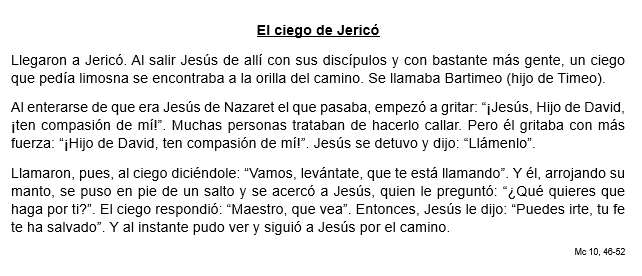 El ciego de Jericó
Llegaron a Jericó. Al salir Jesús de allí con sus discípulos y con bastante más gente, un ciego
que pedía limosna se encontraba a la orilla del camino. Se llamaba Bartimeo (hijo de Timeo).
Al enterarse de que era Jesús de Nazaret el que pasaba, empezó a gritar: “¡Jesús, Hijo de David,
¡ten compasión de mí!”. Muchas personas trataban de hacerlo callar. Pero él gritaba con más
fuerza: “¡Hijo de David, ten compasión de mí!”. Jesús se detuvo y dijo: “Llámenlo”.
Llamaron, pues, al ciego diciéndole: “Vamos, levántate, que te está llamando”. Y él, arrojando su
manto, se puso en pie de un salto y se acercó a Jesús, quien le preguntó: “¿Qué quieres que
haga por ti?”. El ciego respondió: “Maestro, que vea”. Entonces, Jesús le dijo: “Puedes irte, tu fe
te ha salvado”. Y al instante pudo ver y siguió a Jesús por el camino.
Mc 10, 46-52